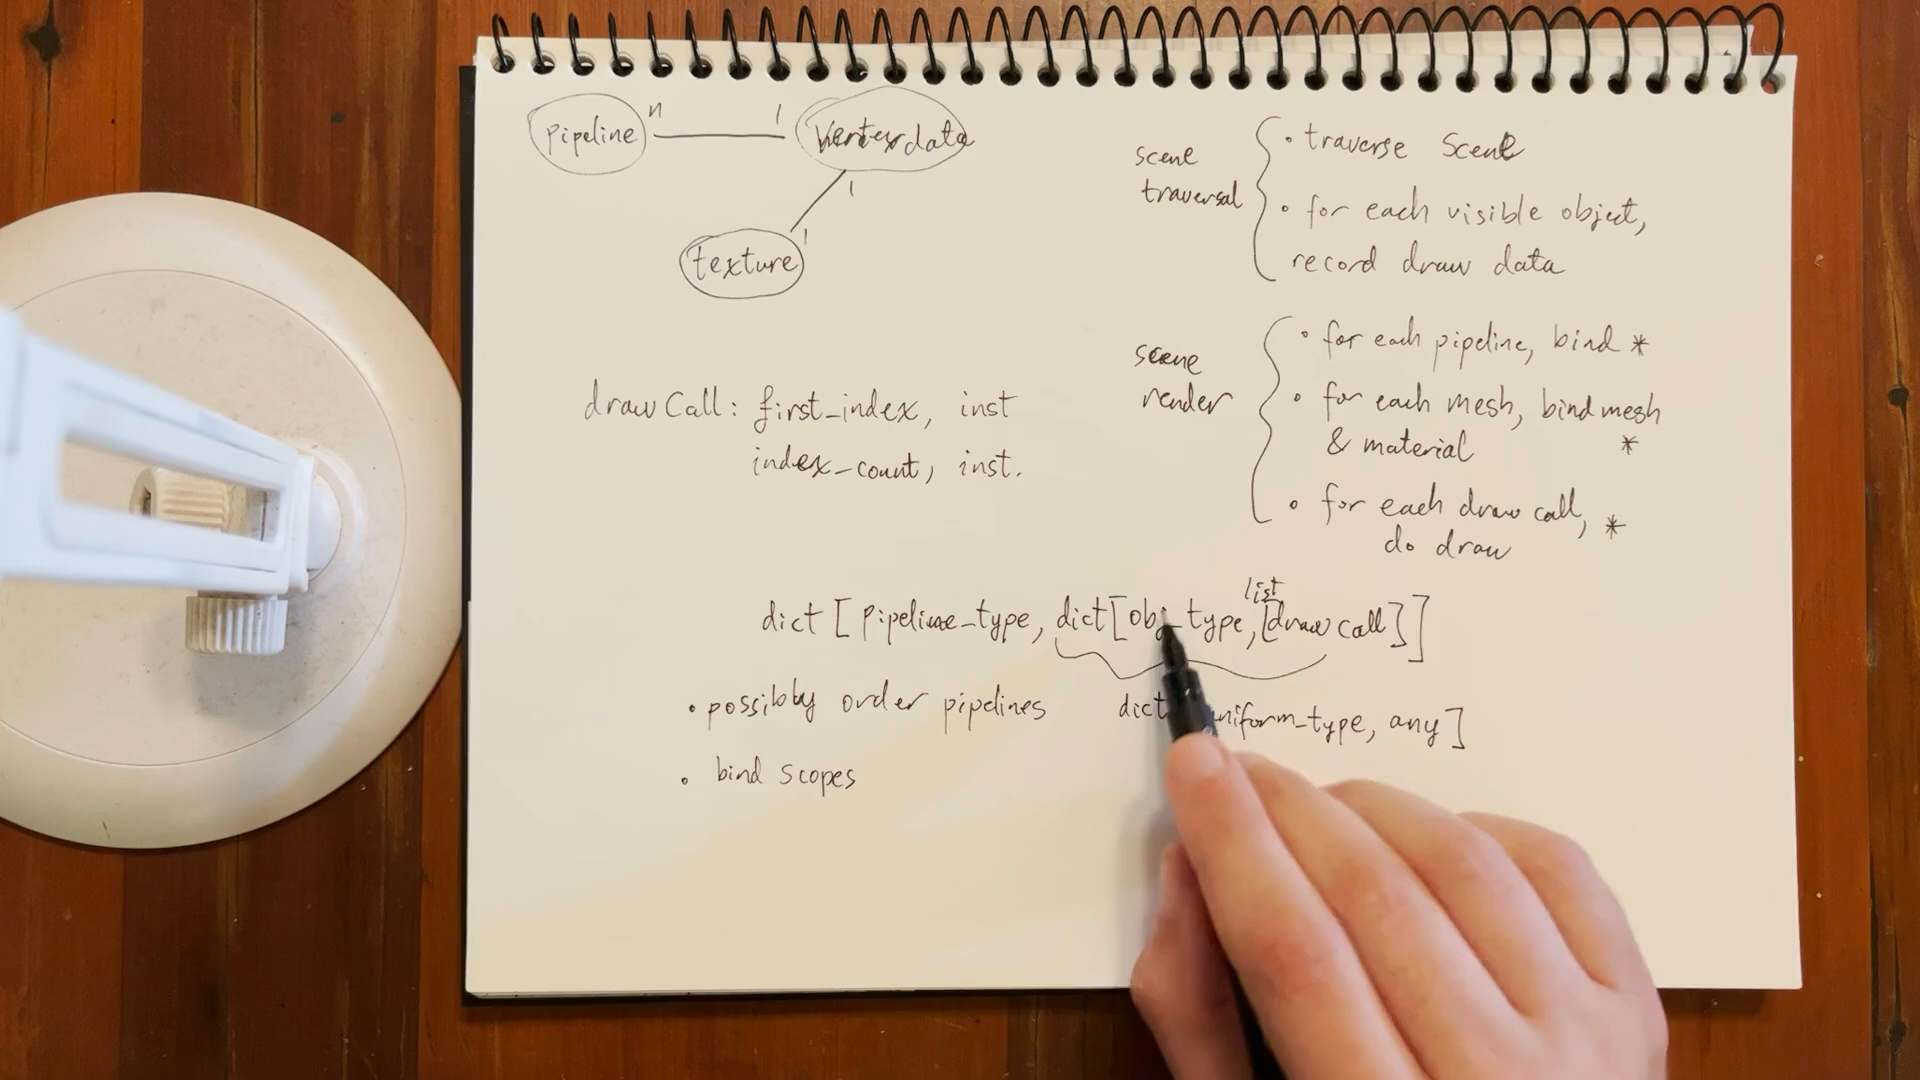 pipeline n 1 vertex data
1
1
texture
scene
traversal
• traverse scene
• for each visible object,
record draw data
scene
render
• for each pipeline, bind *
• for each mesh, bind mesh
& material *
• for each draw call, *
do draw
drawCall: first_index, inst
index_count, inst.
list
dict [pipeline_type, dict[obj_type, [draw call]]
dict uniform_type, any]
• possibly order pipelines
• bind scopes